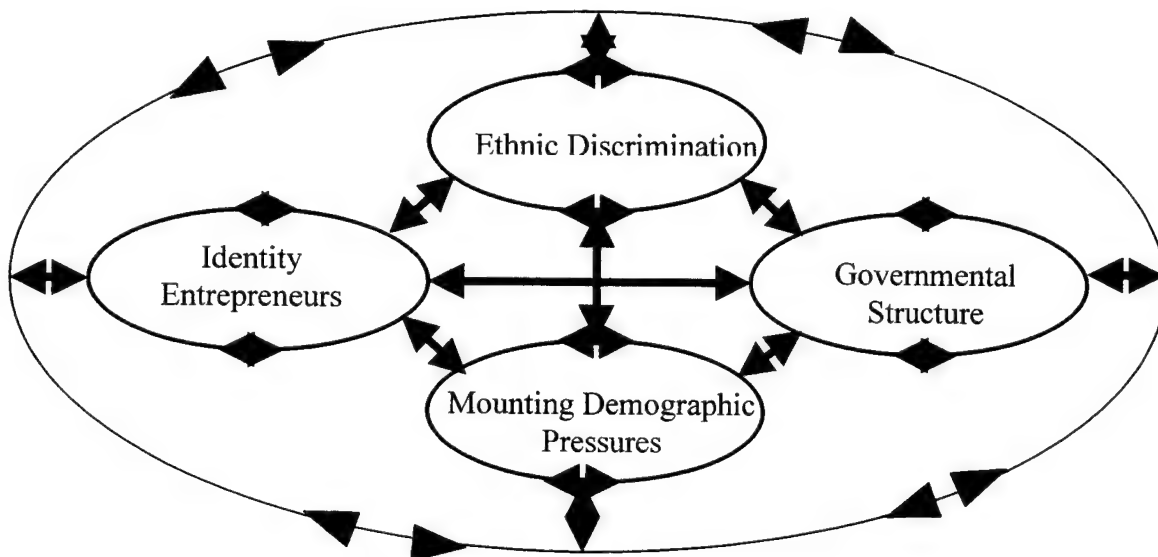 Ethnic Discrimination
Identity
Entrepreneurs
Governmental
Structure
Mounting Demographic
Pressures